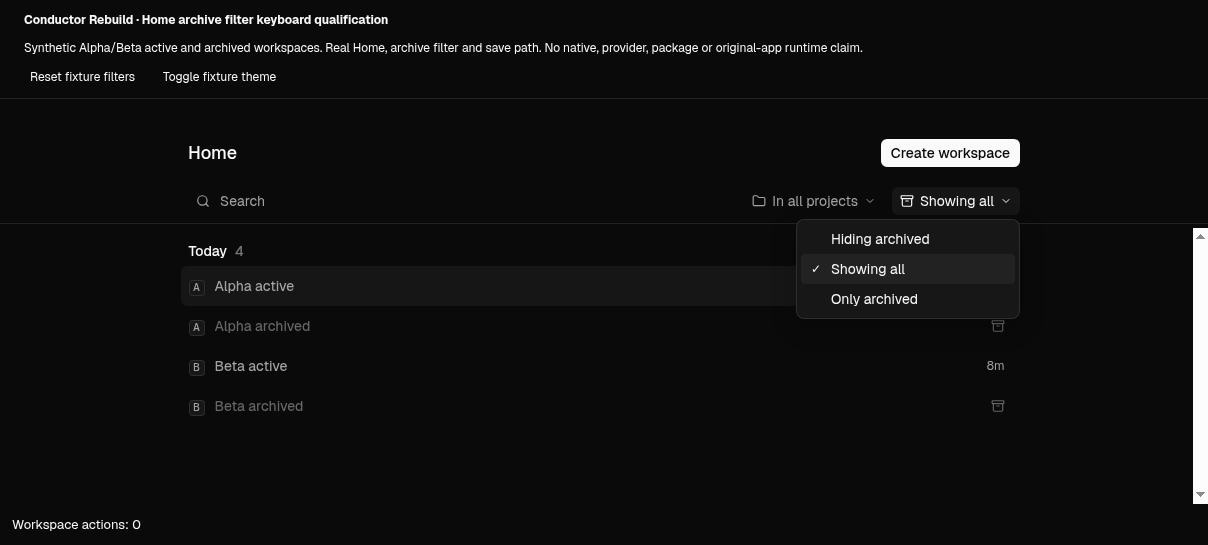 Conductor Rebuild · Home archive filter keyboard qualification
Synthetic Alpha/Beta active and archived workspaces. Real Home, archive filter and save path. No native, provider, package or original-app runtime claim.
Reset fixture filters Toggle fixture theme
Home Create workspace
Search In all projects Showing all
Hiding archived
✓ Showing all
Only archived
Today 4
A Alpha active
A Alpha archived
B Beta active 8m
B Beta archived
Workspace actions: 0